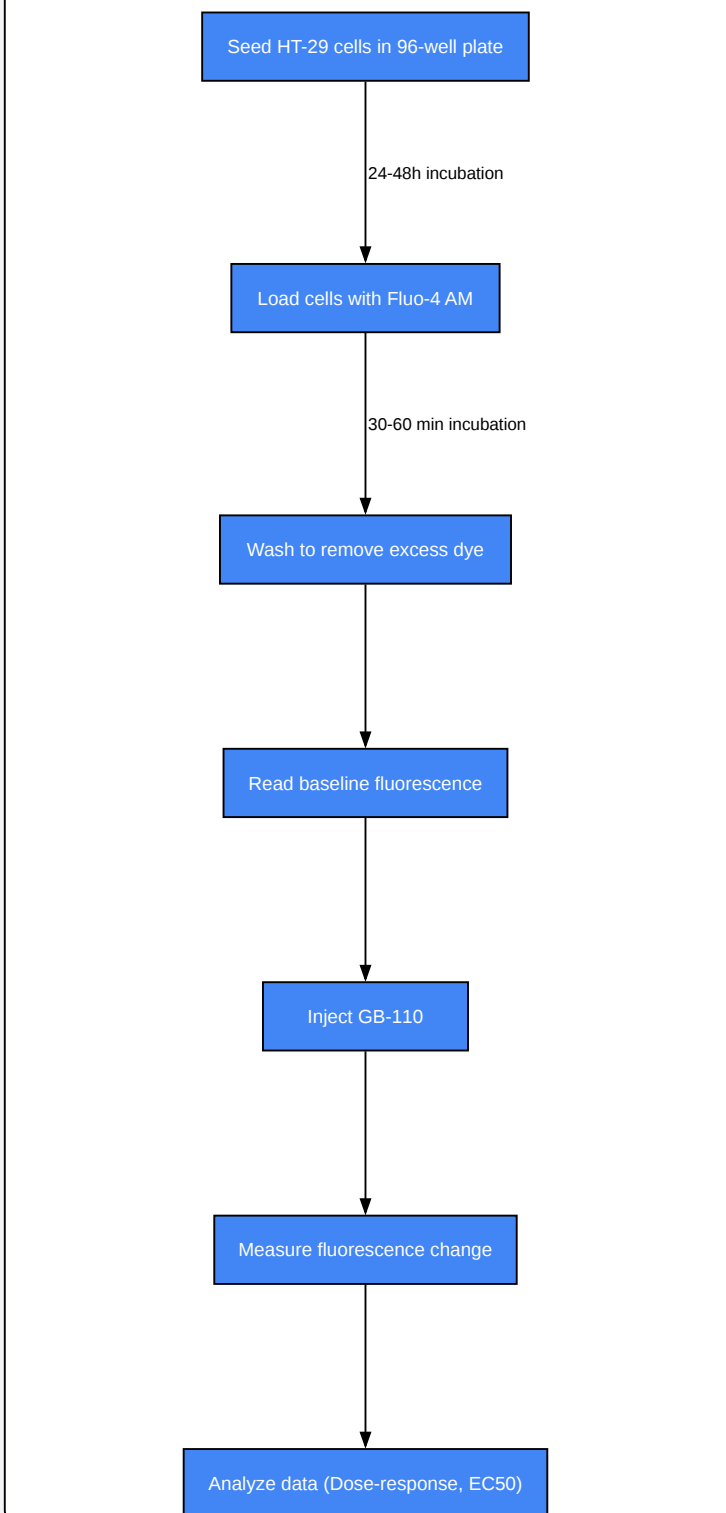 Seed HT-29 cells in 96-well plate
24-48h incubation
Load cells with Fluo-4 AM
30-60 min incubation
Wash to remove excess dye
Read baseline fluorescence
Inject GB-110
Measure fluorescence change
Analyze data (Dose-response, EC50)